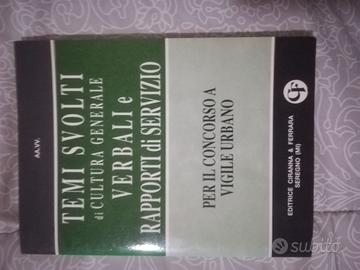 AA.VV.
TEMI SVOLTI
di CULTURA GENERALE
VERBALI e
RAPPORTI di SERVIZIO
PER IL CONCORSO A
VIGILE URBANO
EDITRICE CIRANNA & FERRARA
SEREGNO (MI)
subito